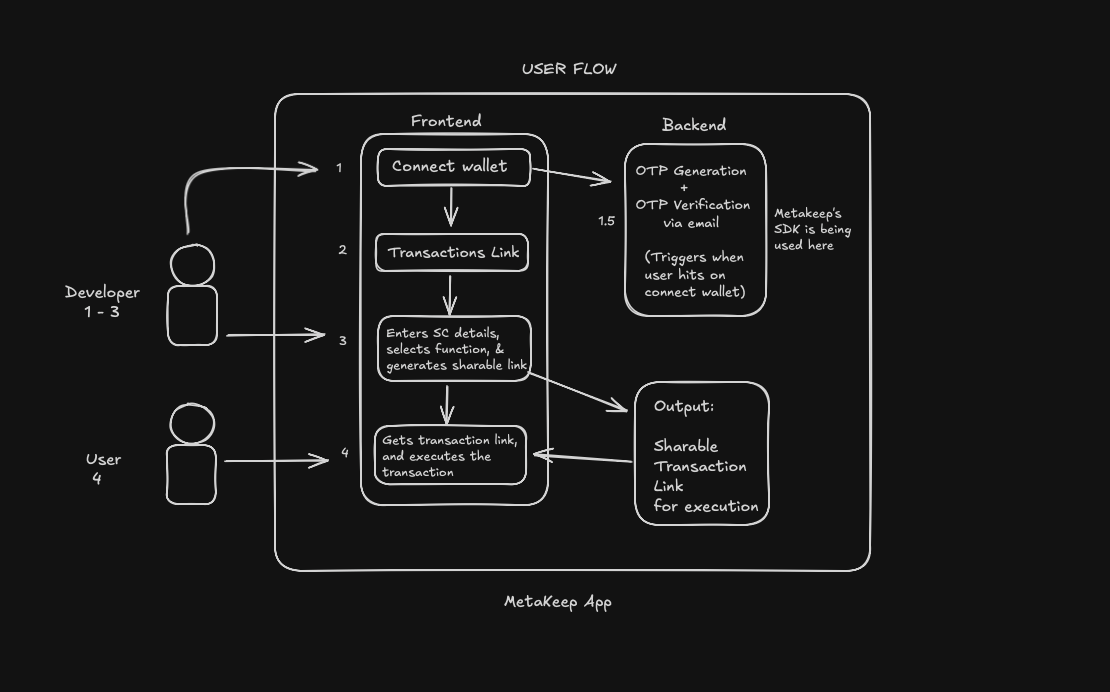 USER FLOW
Frontend
Backend
1
Connect wallet
OTP Generation
+
OTP Verification
via email
(Triggers when
user hits on
connect wallet)
1.5
Metakeep's
SDK is being
used here
2
Transactions Link
Developer
1 - 3
3
Enters SC details,
selects function, &
generates sharable link
Output:
Sharable
Transaction
Link
for execution
User
4
4
Gets transaction link,
and executes the
transaction
MetaKeep App